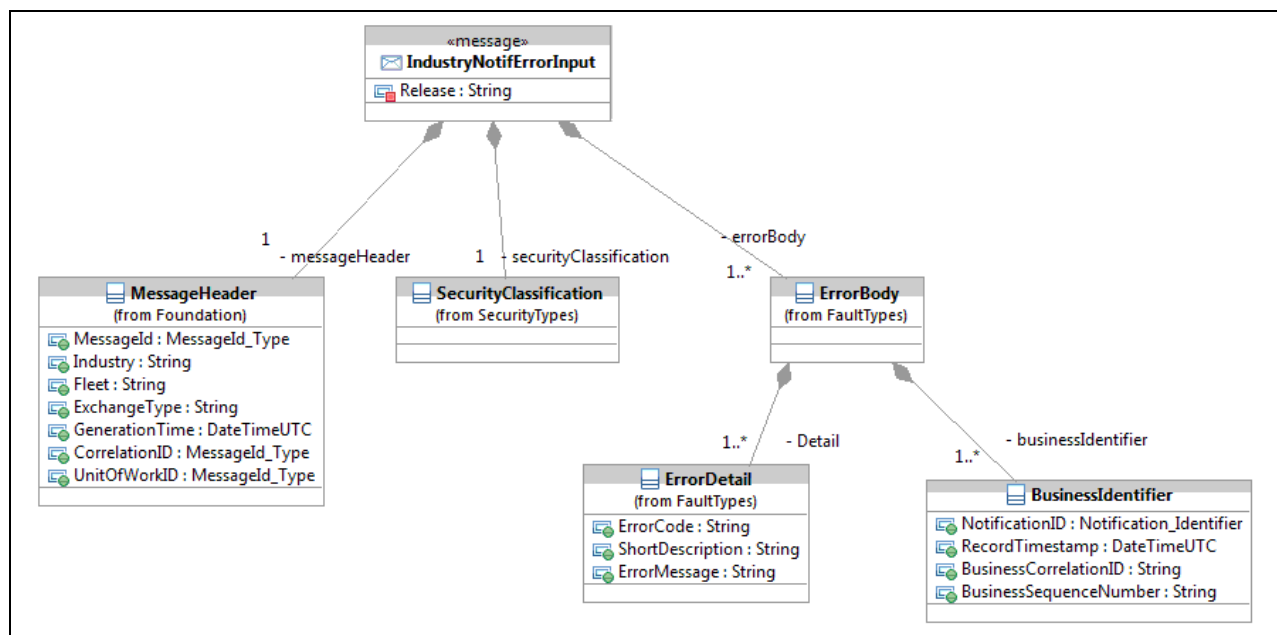 «message»
IndustryNotifErrorInput
Release : String
1
- messageHeader
1
- securityClassification
- errorBody
1..*
MessageHeader
(from Foundation)
MessageId : MessageId_Type
Industry : String
Fleet : String
ExchangeType : String
GenerationTime : DateTimeUTC
CorrelationID : MessageId_Type
UnitOfWorkID : MessageId_Type
SecurityClassification
(from SecurityTypes)
ErrorBody
(from FaultTypes)
1..*
- Detail
- businessIdentifier
1..*
ErrorDetail
(from FaultTypes)
ErrorCode : String
ShortDescription : String
ErrorMessage : String
BusinessIdentifier
NotificationID : Notification_Identifier
RecordTimestamp : DateTimeUTC
BusinessCorrelationID : String
BusinessSequenceNumber : String